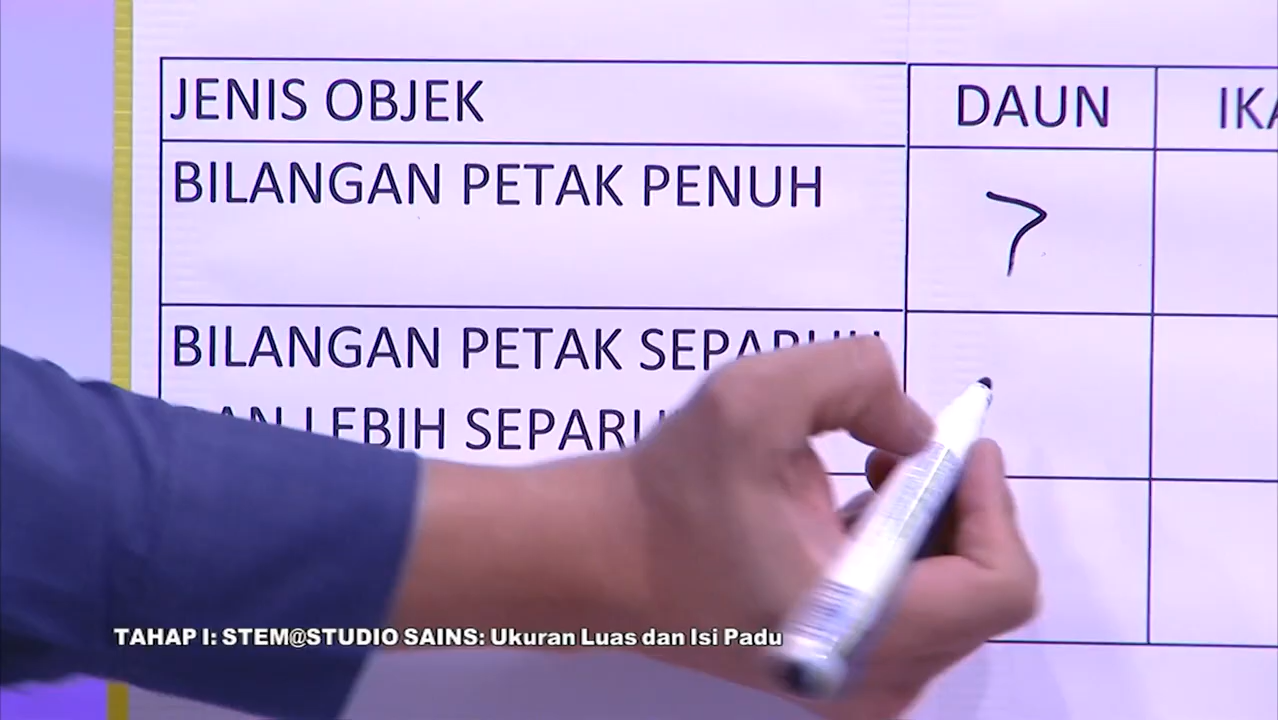 JENIS OBJEK
DAUN
BILANGAN PETAK PENUH
7
BILANGAN PETAK
LEBIH
TAHAP I: STEM@STUDIO SAINS: Ukuran Luas dan Isi Padu